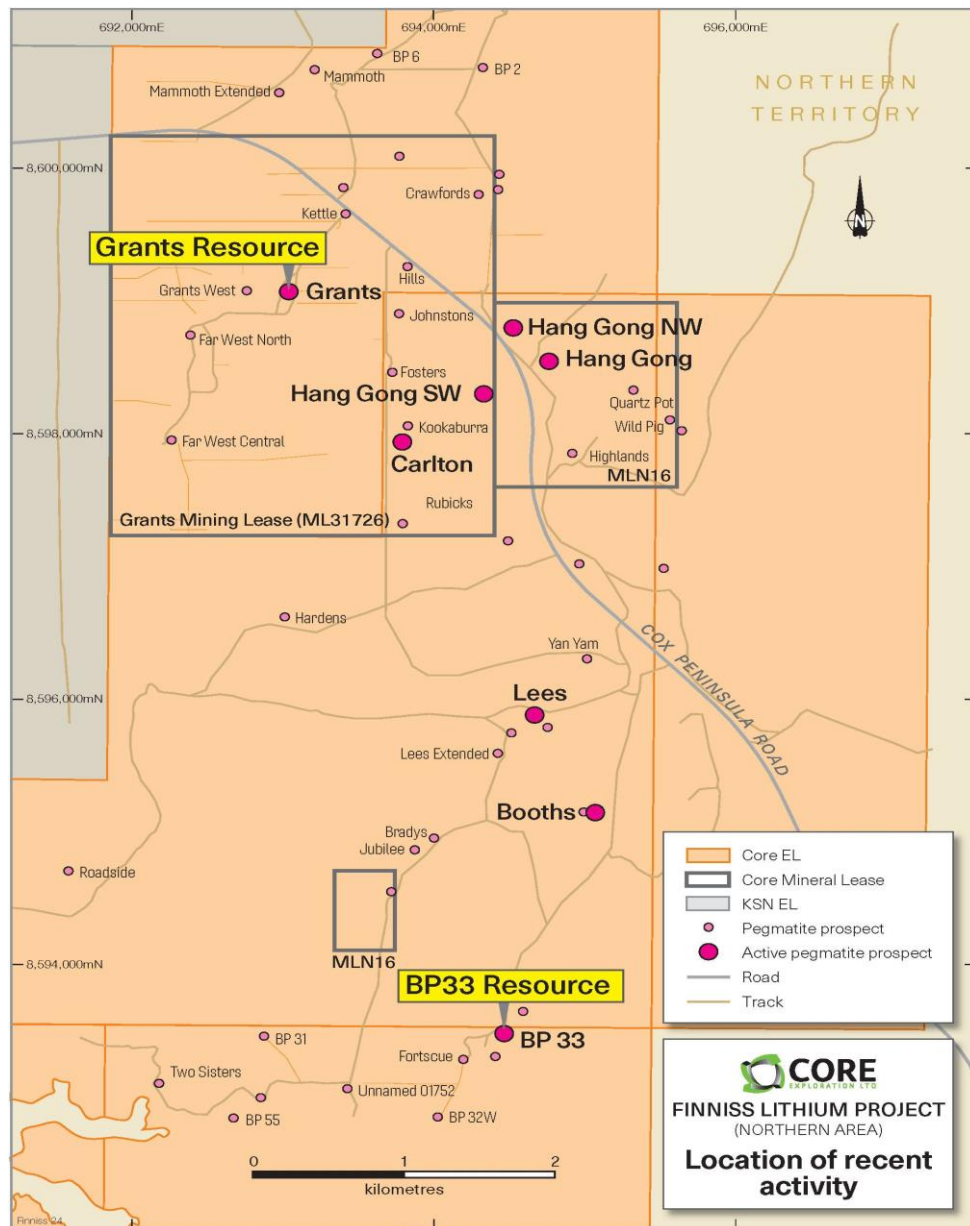 692,000mE
694,000mE
696,000mE
BP 6
Mammoth
BP 2
Mammoth Extended
NORTHERN
TERRITORY
8,600,000mN
Crawfords
Kettle
N
Grants Resource
Hills
Grants West
Grants
Johnstons
Hang Gong NW
Far West North
Hang Gong
Fosters
Hang Gong SW
Quartz Pot
8,598,000mN
Kookaburra
Wild Pig
Far West Central
Carlton
Highlands
MLN16
Rubicks
Grants Mining Lease (ML31726)
Hardens
COX PENINSULA ROAD
Yan Yam
8,596,000mN
Lees
Lees Extended
Booths
Bradys
Jubilee
Roadside
MLN16
8,594,000mN
BP33 Resource
BP 31
BP 33
Fortscue
Two Sisters
Unnamed 01752
BP 55
BP 32W
0
1
2
kilometres
Finniss 24
Core EL
Core Mineral Lease
KSN EL
Pegmatite prospect
Active pegmatite prospect
Road
Track
CORE
EXPLORATION LTD
FINNISS LITHIUM PROJECT
(NORTHERN AREA)
Location of recent
activity